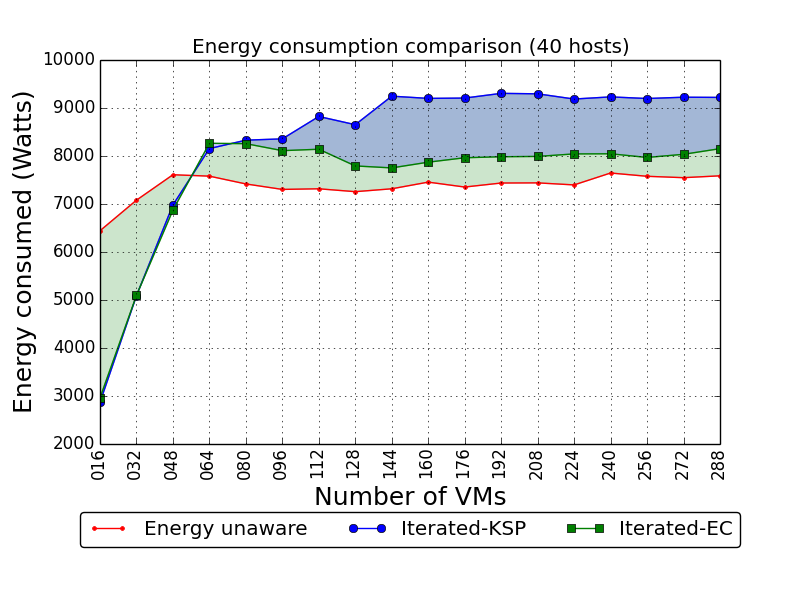 Energy consumption comparison (40 hosts)
Energy consumed (Watts)
10000
9000
8000
7000
6000
5000
4000
3000
2000
016 032 048 064 080 096 112 128 144 160 176 192 208 224 240 256 272 288
Number of VMs
Energy unaware Iterated-KSP Iterated-EC